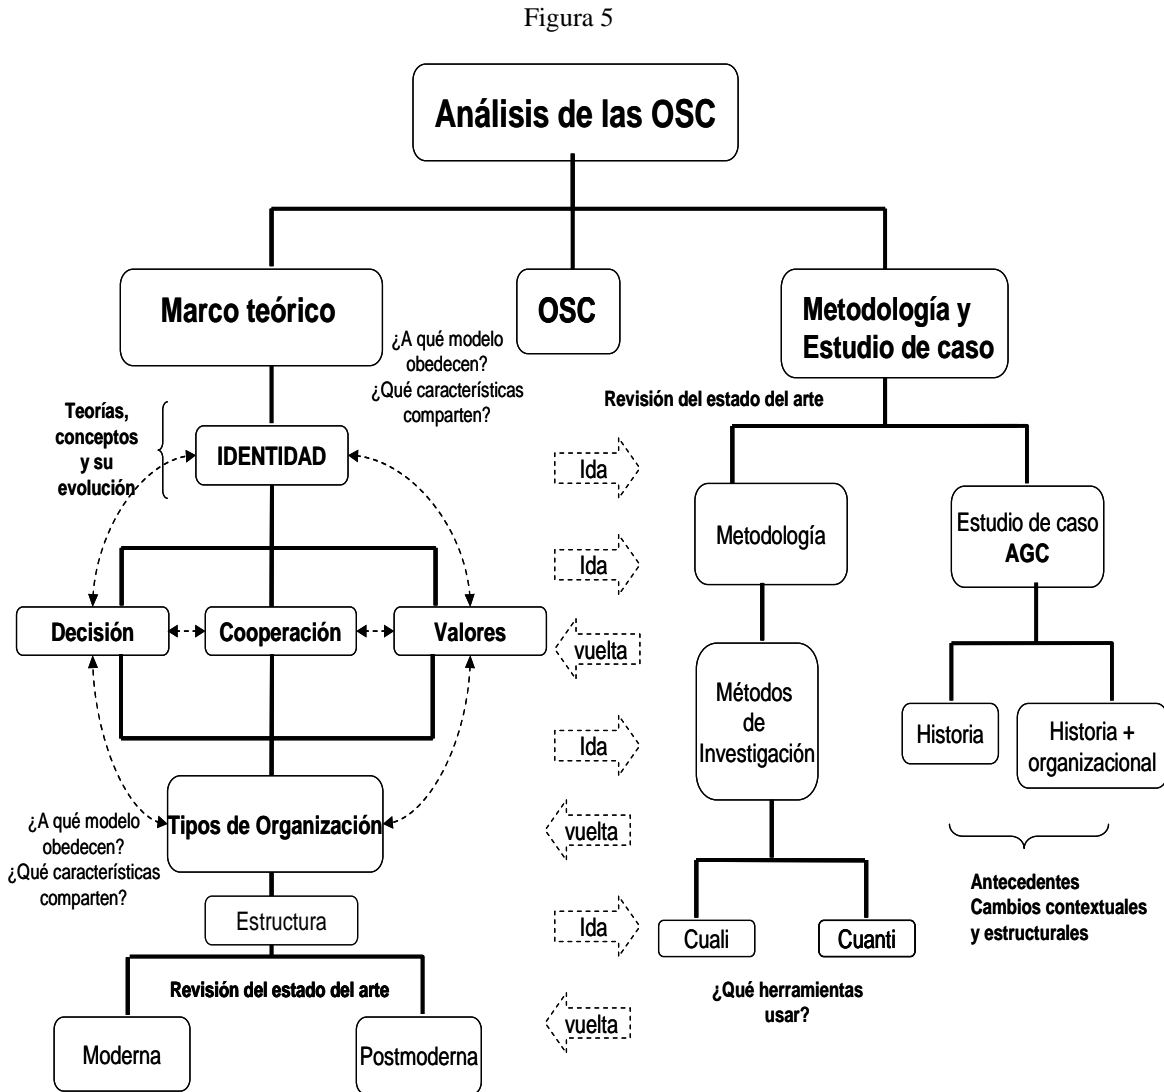 Figura 5
Análisis de las OSC
Marco teórico
OSC
Metodología y
Estudio de caso
¿A qué modelo
obedecen?
¿Qué características
comparten?
Teorías,
conceptos
y su
evolución
IDENTIDAD
Revisión del estado del arte
Ida
Metodología
Estudio de caso
AGC
Ida
Decisión
Cooperación
Valores
vuelta
Métodos
de
Investigación
Historia
Historia +
organizacional
Ida
¿A qué modelo
obedecen?
¿Qué características
comparten?
Tipos de Organización
vuelta
Antecedentes
Cambios contextuales
y estructurales
Estructura
Ida
Cuali
Cuanti
Revisión del estado del arte
¿Qué herramientas
usar?
vuelta
Moderna
Postmoderna